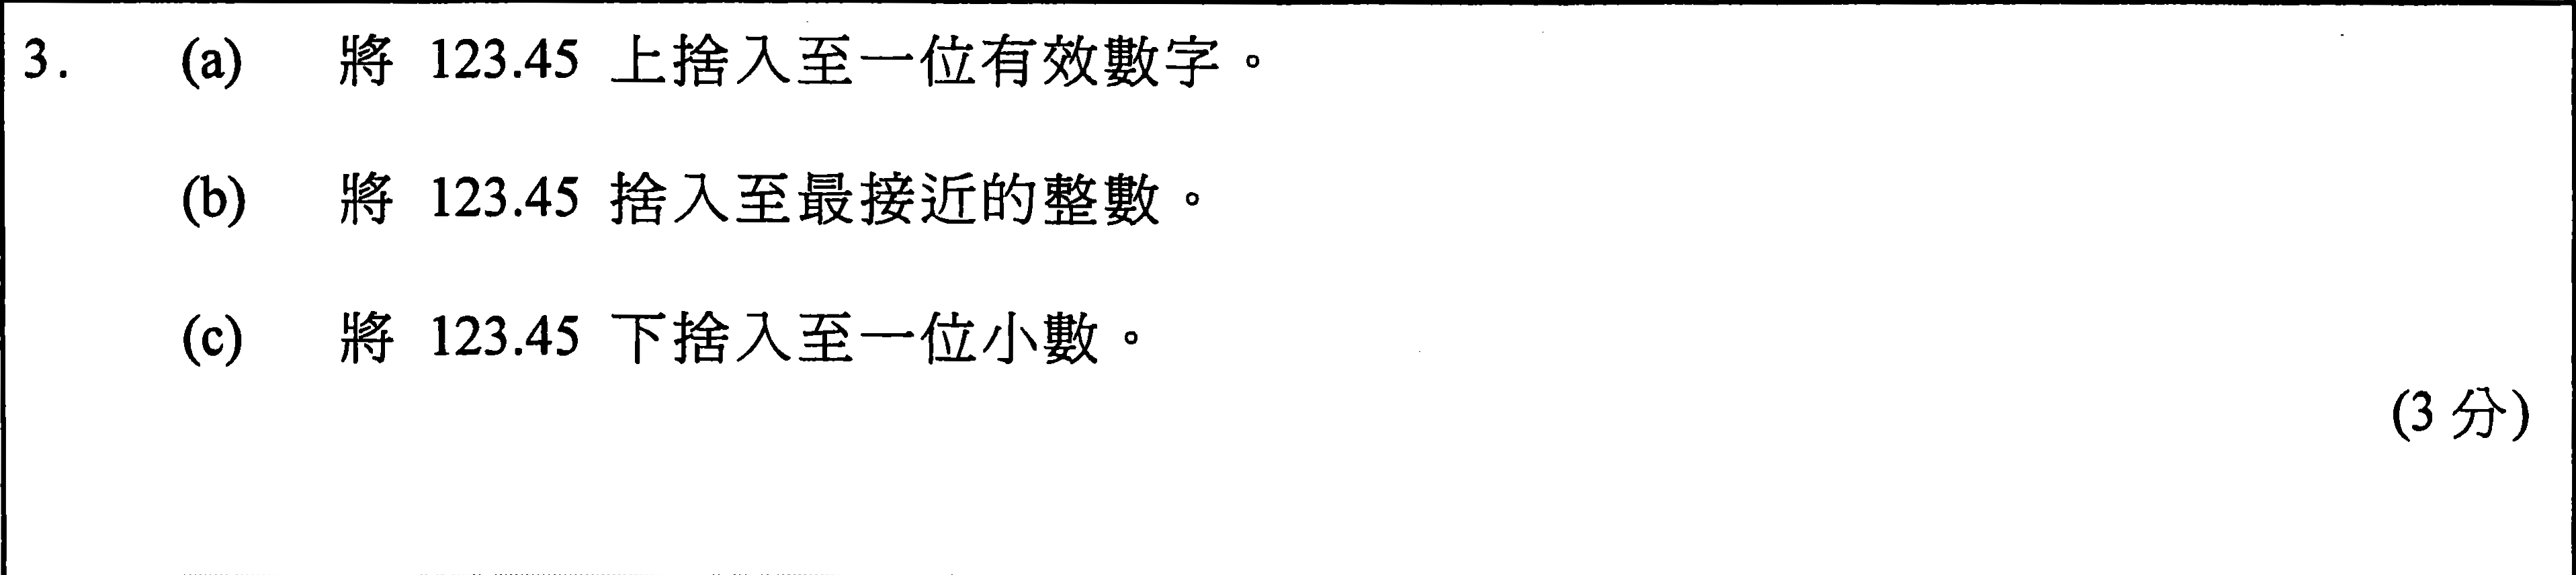 3. (a) 將 123.45 上捨入至一位有效數字。
(b) 將 123.45 捨入至最接近的整數。
(c) 將 123.45 下捨入至一位小數。
(3 分)